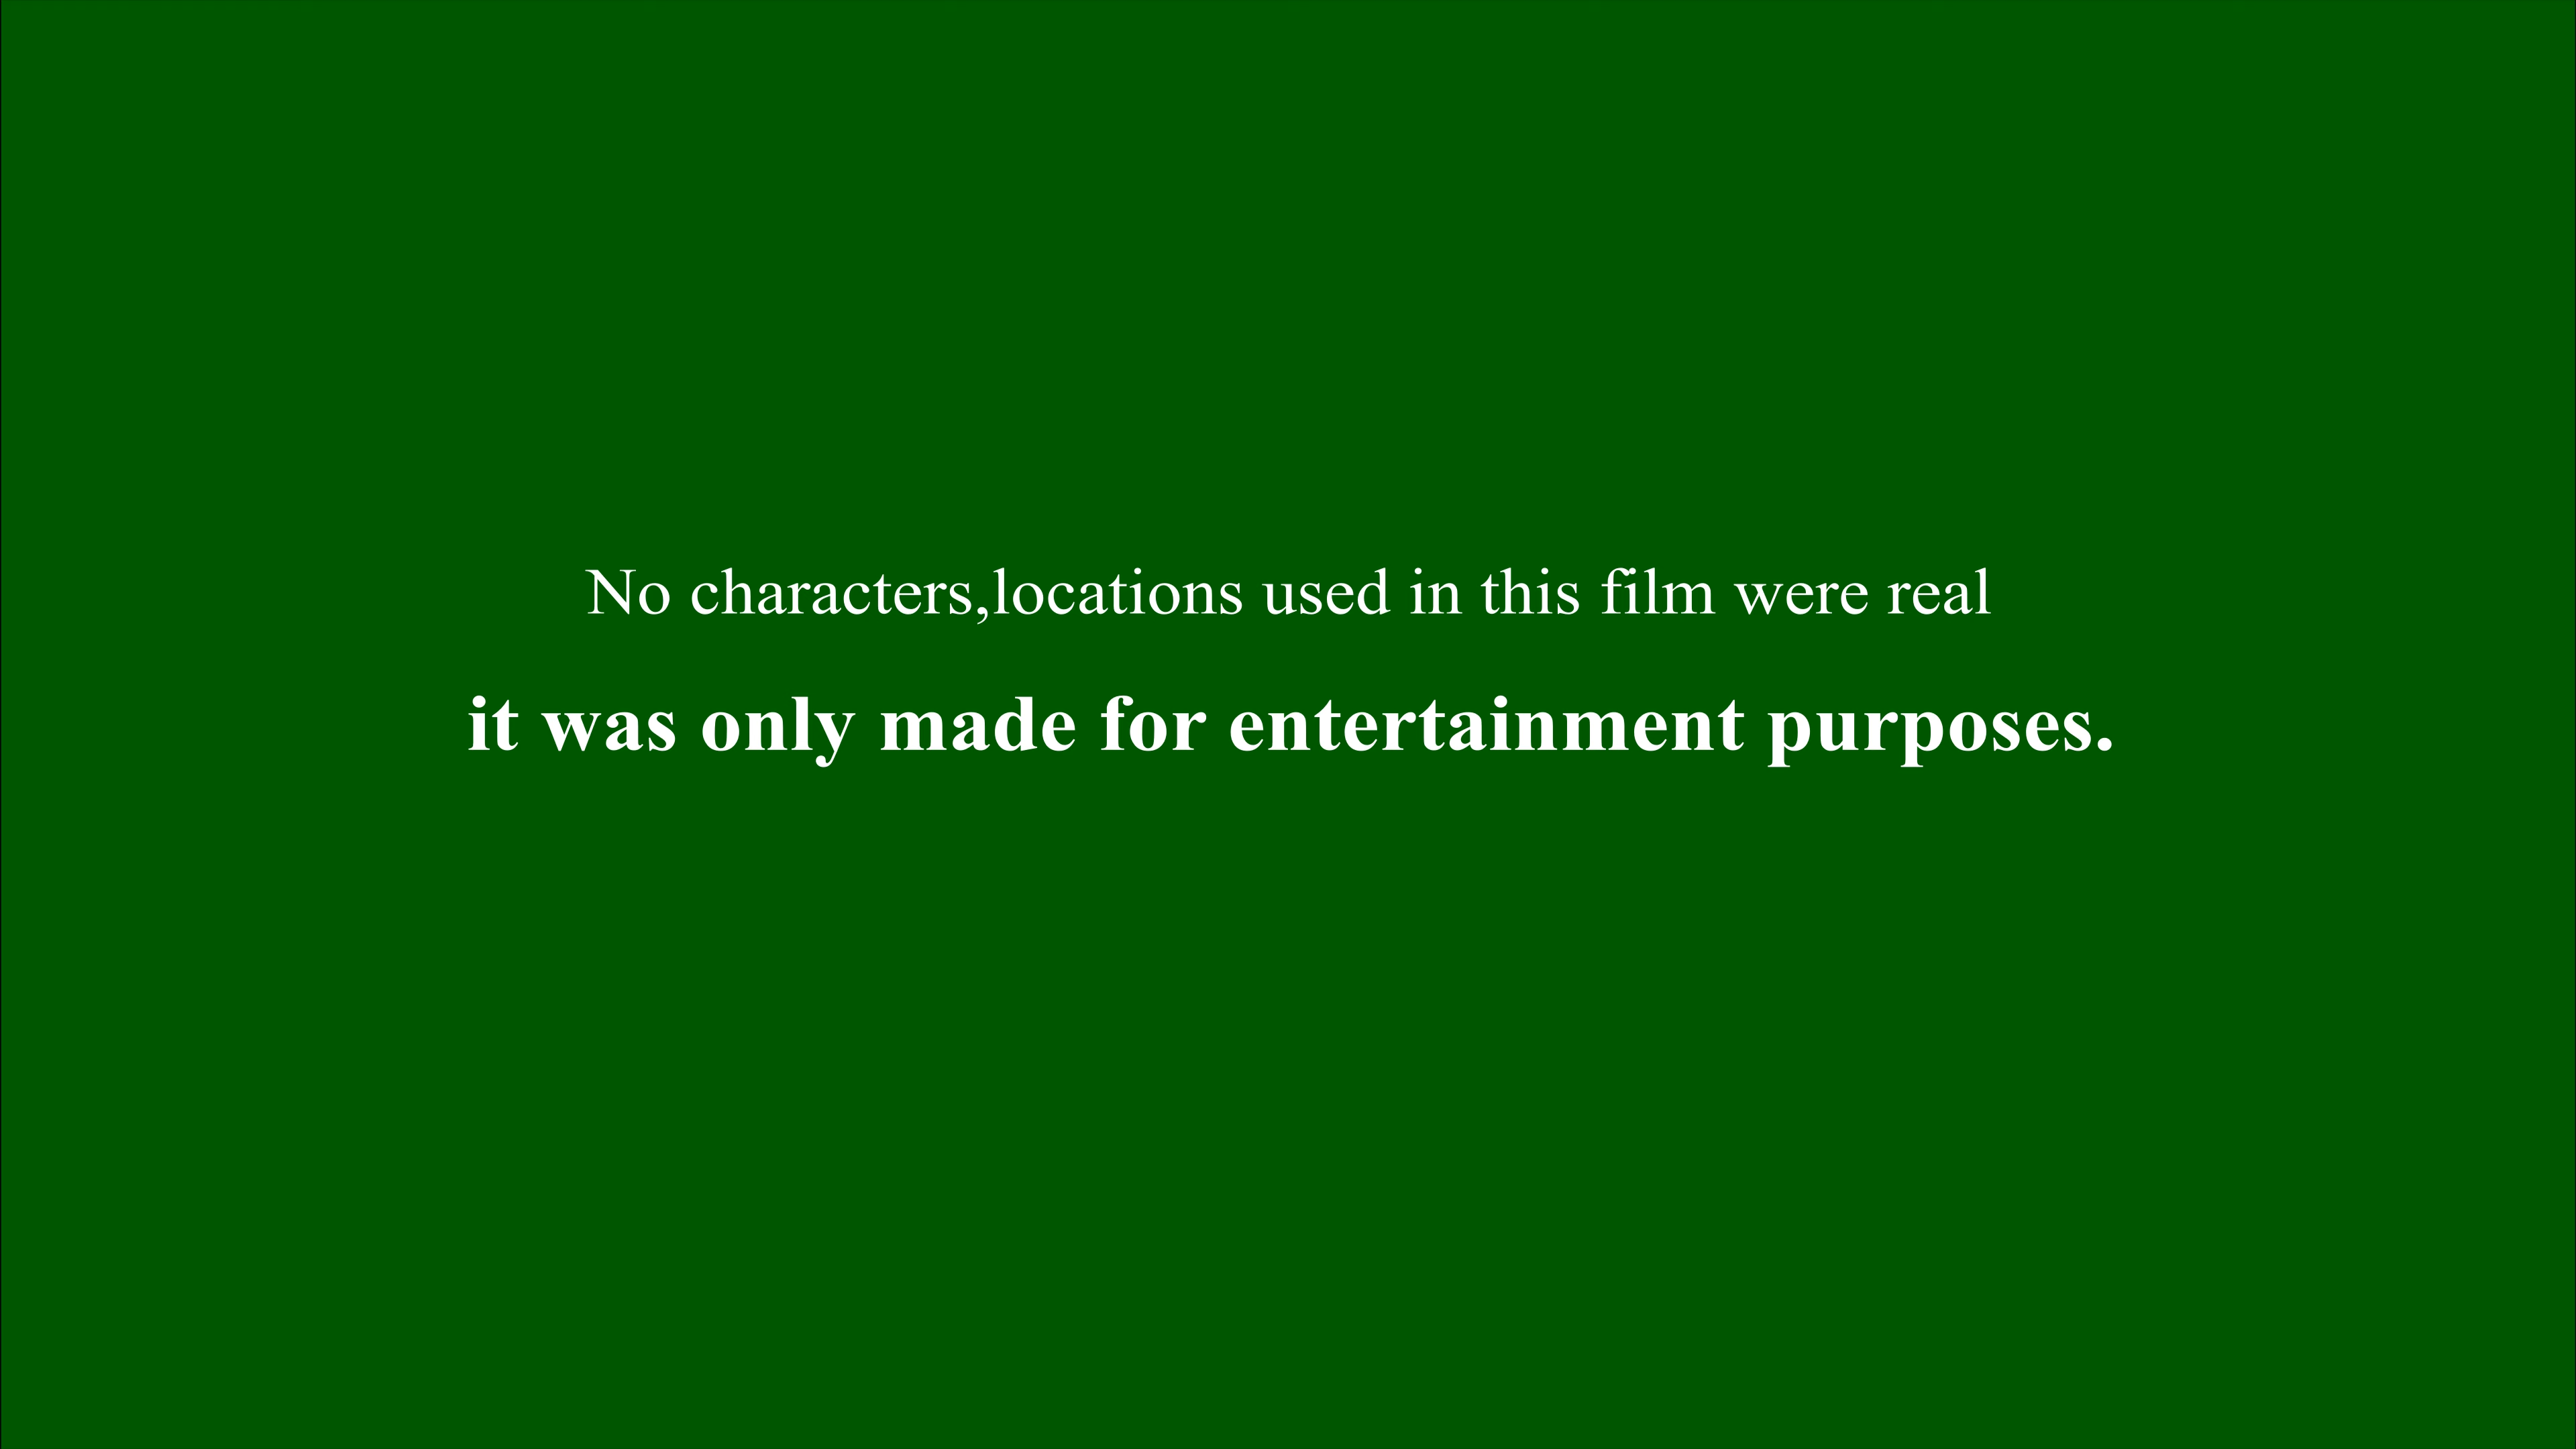 No characters,locations used in this film were real
it was only made for entertainment purposes.